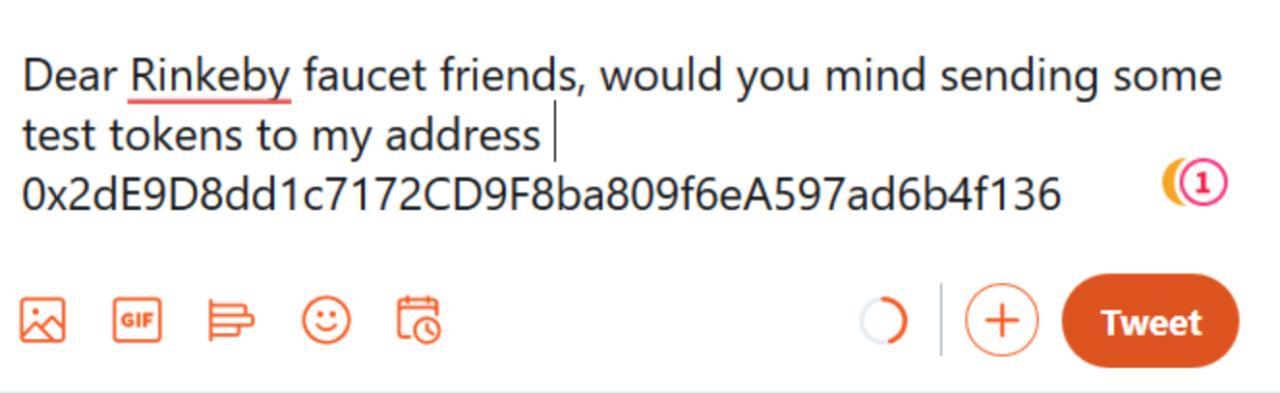 Dear Rinkeby faucet friends, would you mind sending some
test tokens to my address
0x2dE9D8dd1c7172CD9F8ba809f6eA597ad6b4f136
1
GIF
Tweet